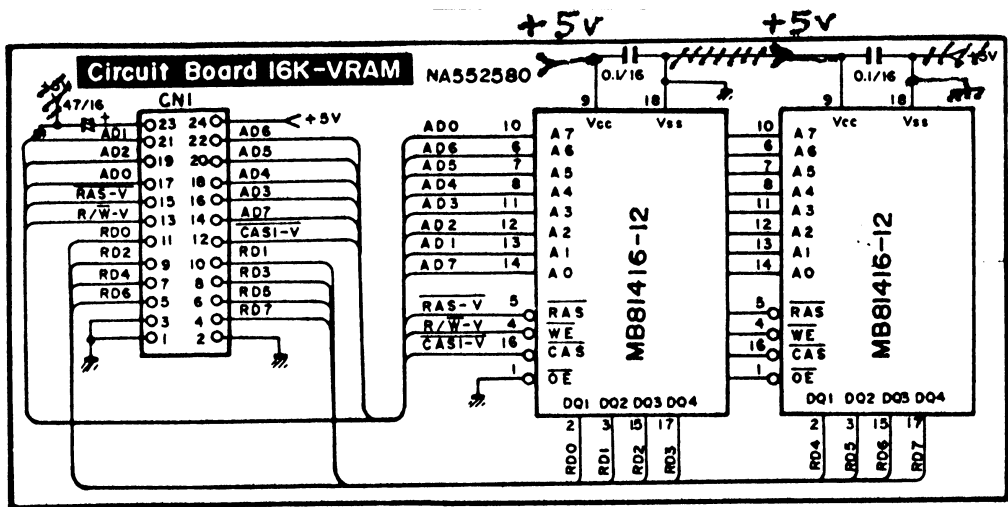 +5V +5V
Circuit Board 16K-VRAM NA552580
0.1/16 0.1/16
CN1
47/16 +
+5V
AD1 23 24 +5V
21 22 AD6
AD2 19 20 AD5
AD0 17 18 AD4
RAS-V 15 16 AD3
R/W-V 13 14 AD7
RD0 11 12 CAS1-V
RD2 9 10 RD1
RD4 7 8 RD3
RD6 5 6 RD5
3 4 RD7
1 2
9 18
Vcc Vss
AD0 10 A7
AD6 6 A6
AD5 7 A5
AD4 8 A4
AD3 11 A3
AD2 12 A2
AD1 13 A1
AD7 14 A0
RAS-V 5 RAS
R/W-V 4 WE
CAS1-V 16 CAS
1 OE
MB81416-12
DQ1 DQ2 DQ3 DQ4
2 3 15 17
RD0 RD1 RD2 RD3
9 18
Vcc Vss
10 A7
6 A6
7 A5
8 A4
11 A3
12 A2
13 A1
14 A0
5 RAS
4 WE
16 CAS
1 OE
MB81416-12
DQ1 DQ2 DQ3 DQ4
2 3 15 17
RD4 RD5 RD6 RD7